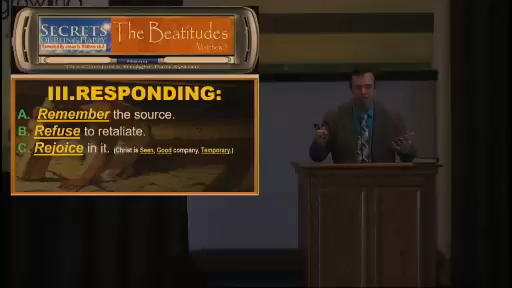 SECRETS
OF BEING HAPPY
The Beatitudes
Matthew 5
III.RESPONDING:
A. Remember the source.
B. Refuse to retaliate.
C. Rejoice in it. (Christ is Seen, Good company, Temporary.)